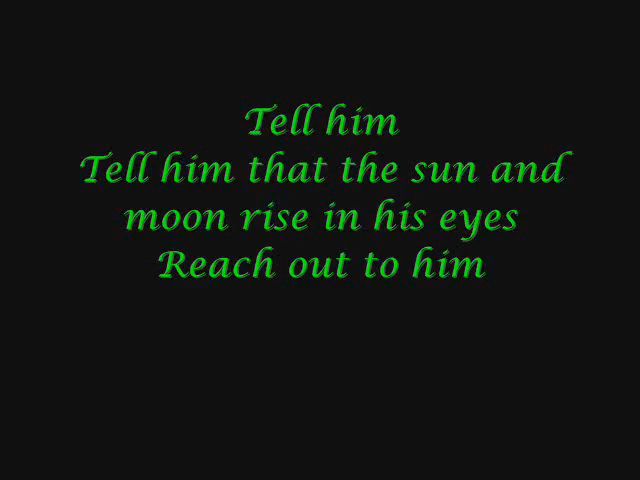 Tell him
Tell him that the sun and
moon rise in his eyes
Reach out to him